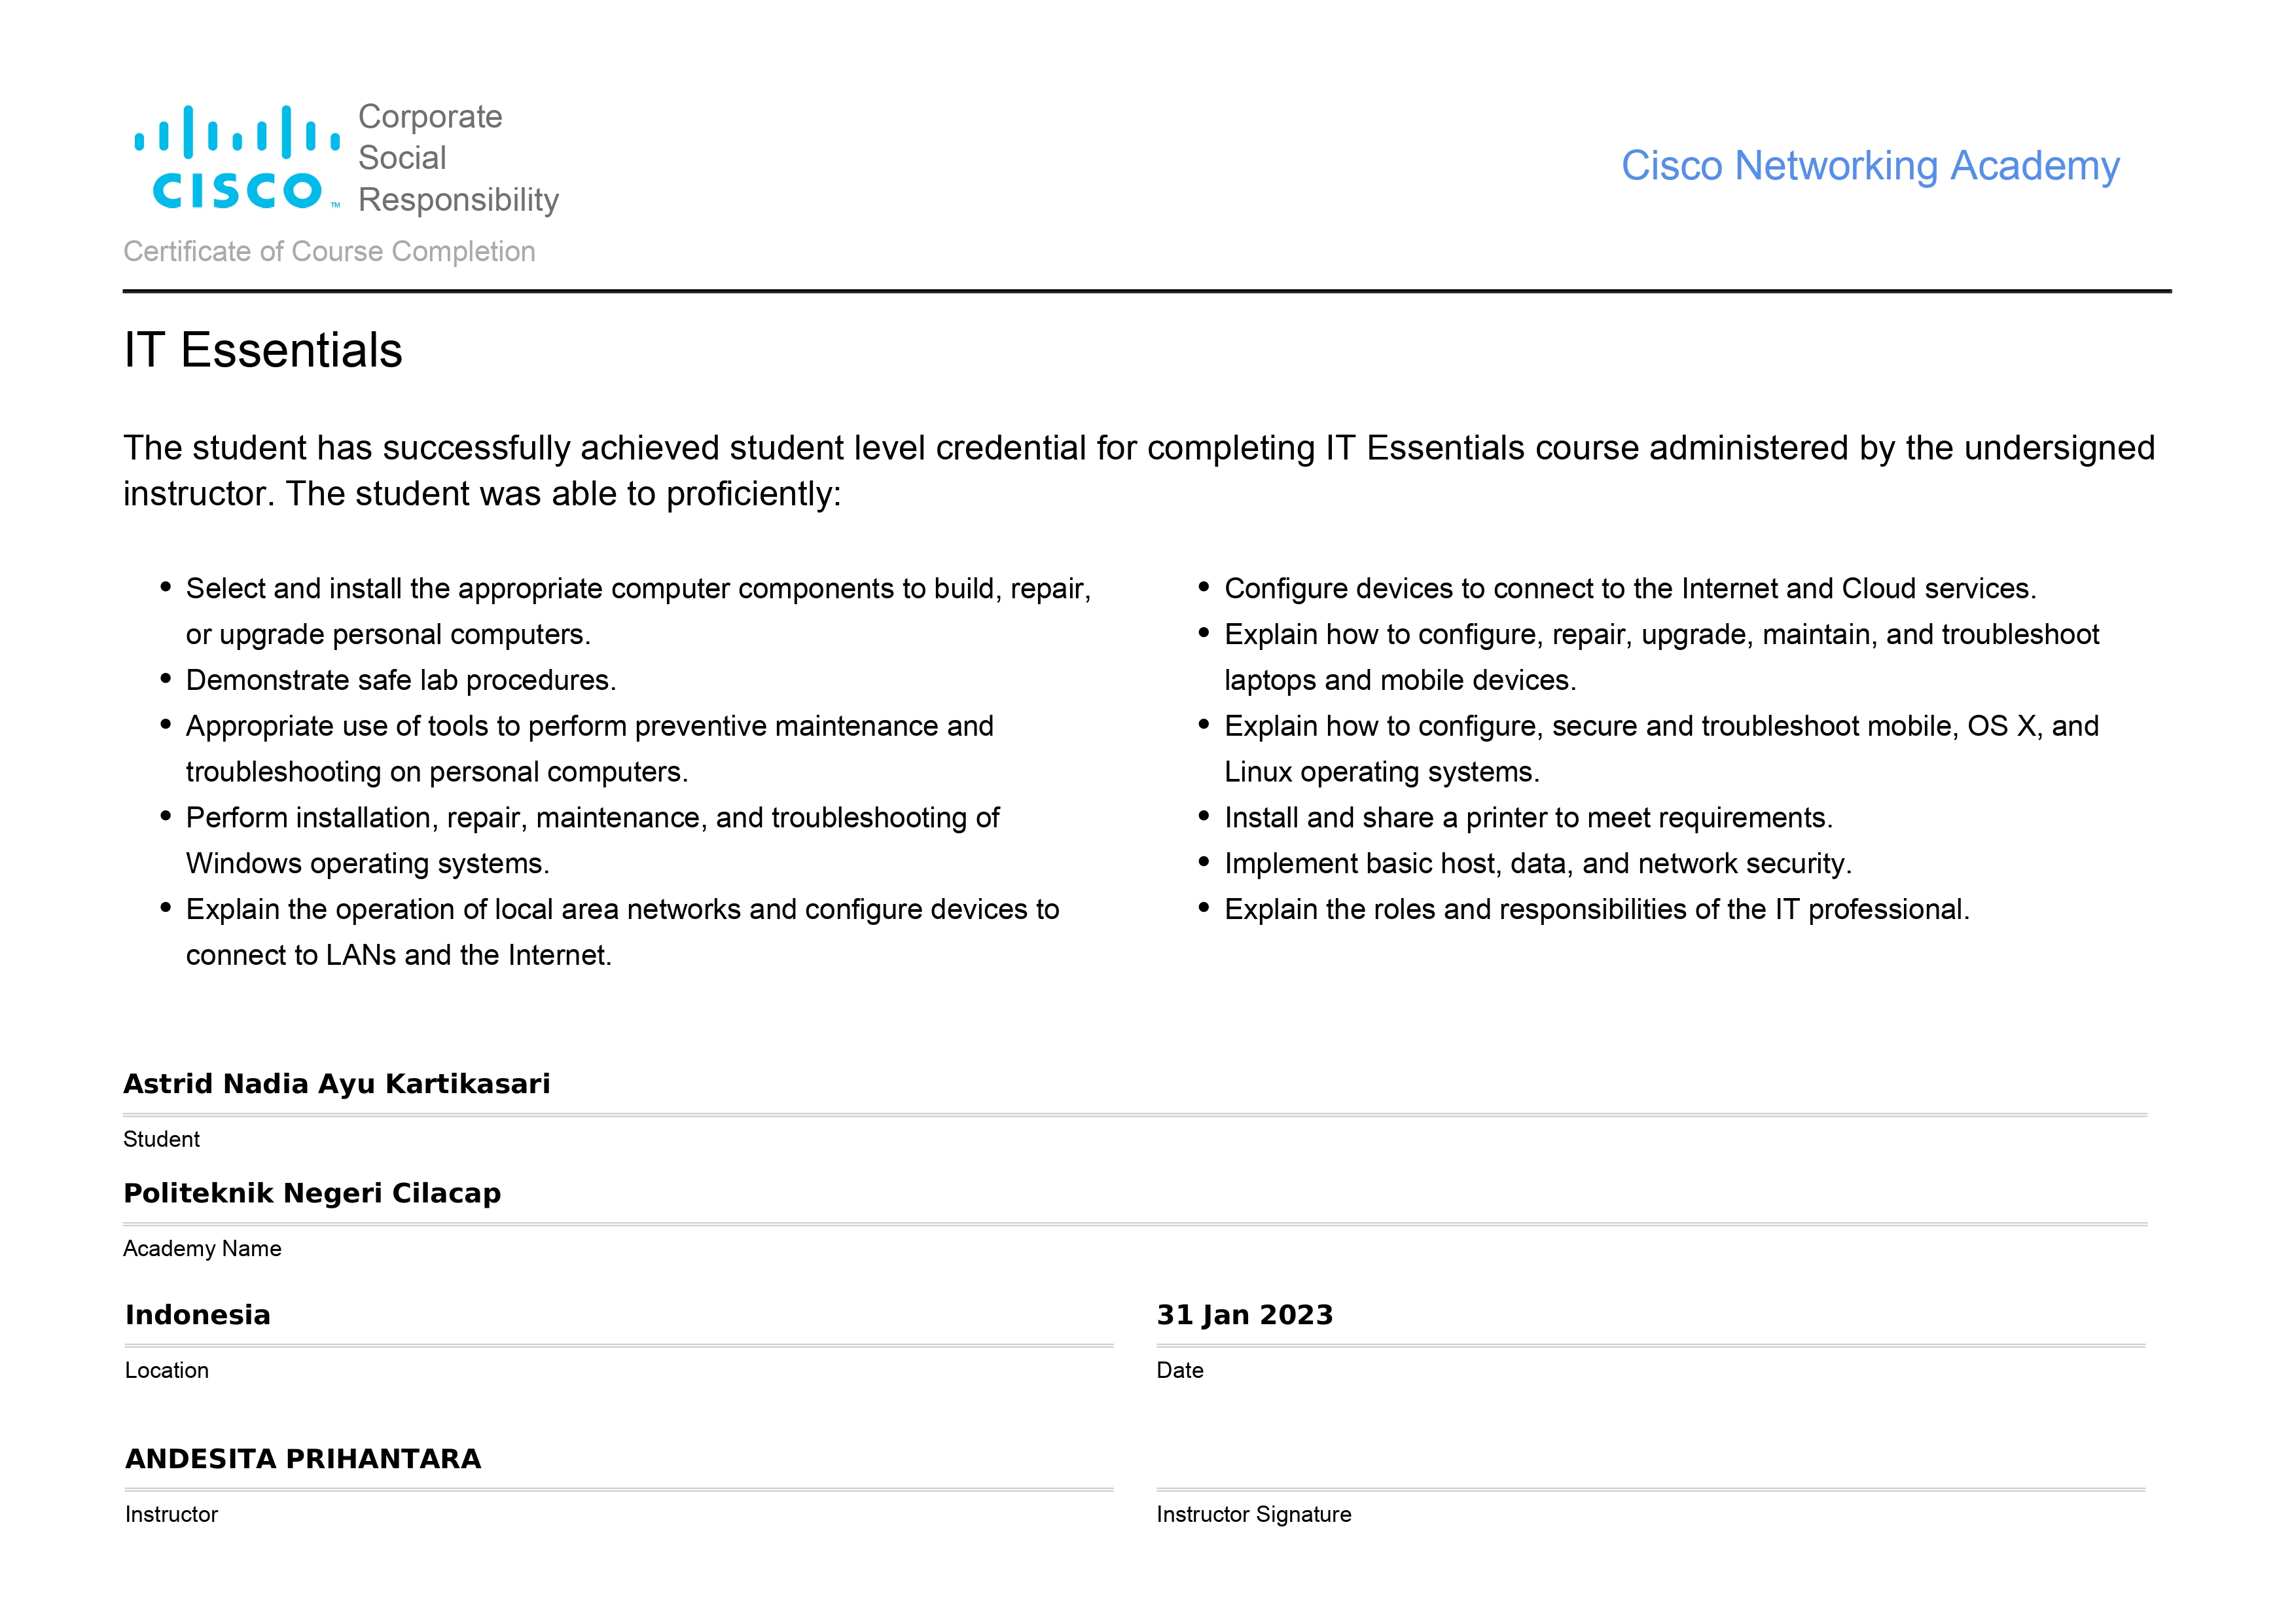 Corporate
Social
Responsibility
CISCO™
Cisco Networking Academy
Certificate of Course Completion
IT Essentials
The student has successfully achieved student level credential for completing IT Essentials course administered by the undersigned
instructor. The student was able to proficiently:
• Select and install the appropriate computer components to build, repair,
or upgrade personal computers.
• Demonstrate safe lab procedures.
• Appropriate use of tools to perform preventive maintenance and
troubleshooting on personal computers.
• Perform installation, repair, maintenance, and troubleshooting of
Windows operating systems.
• Explain the operation of local area networks and configure devices to
connect to LANs and the Internet.
• Configure devices to connect to the Internet and Cloud services.
• Explain how to configure, repair, upgrade, maintain, and troubleshoot
laptops and mobile devices.
• Explain how to configure, secure and troubleshoot mobile, OS X, and
Linux operating systems.
• Install and share a printer to meet requirements.
• Implement basic host, data, and network security.
• Explain the roles and responsibilities of the IT professional.
Astrid Nadia Ayu Kartikasari
Student
Politeknik Negeri Cilacap
Academy Name
Indonesia
Location
31 Jan 2023
Date
ANDESITA PRIHANTARA
Instructor
Instructor Signature